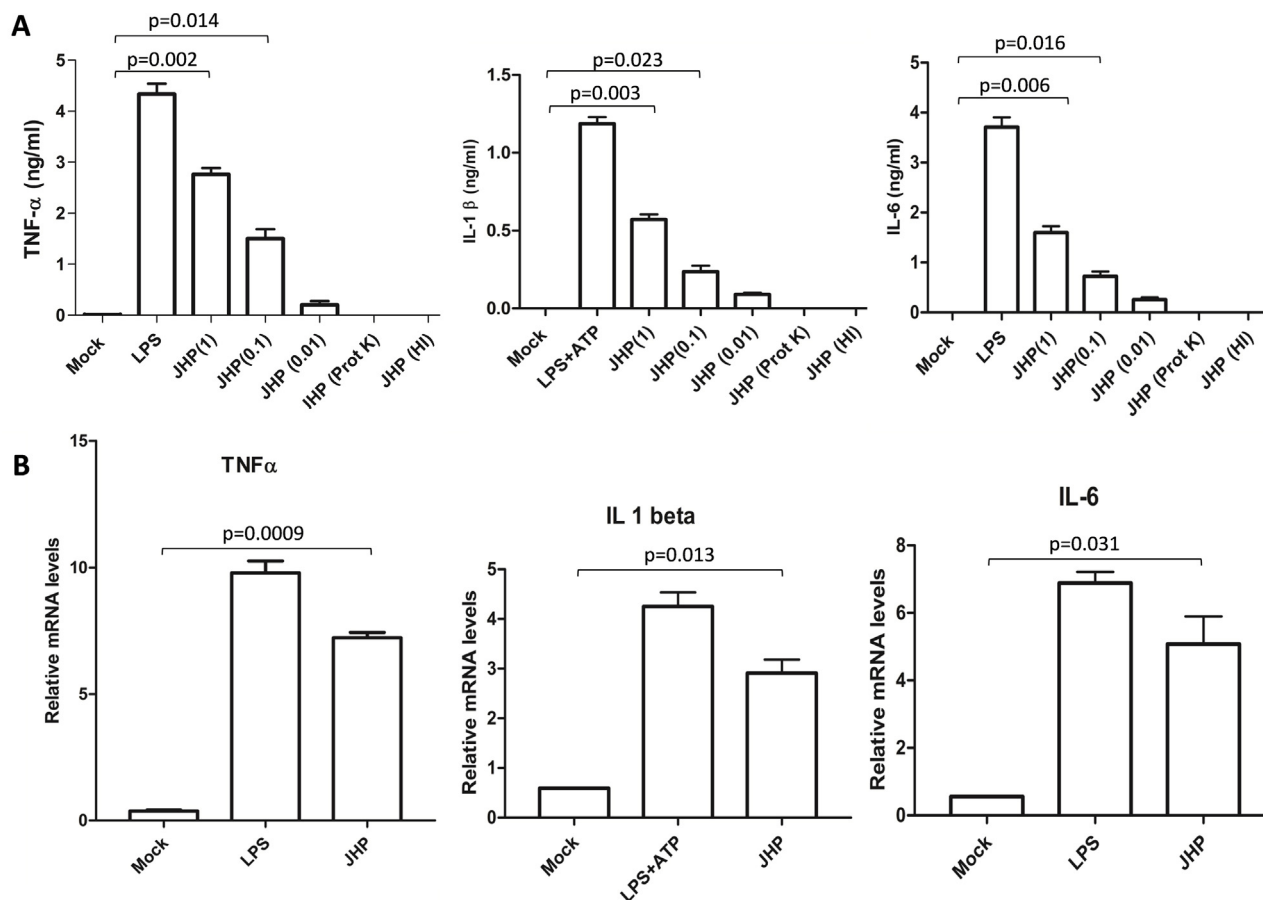 A
p=0.014
p=0.002
TNF-α (ng/ml)
5
4
3
2
1
0
Mock
LPS
JHP(1)
JHP(0.1)
JHP (0.01)
JHP (Prot K)
JHP (HI)
p=0.023
p=0.003
IL-1 β (ng/ml)
1.5
1.0
0.5
0.0
Mock
LPS+ATP
JHP(1)
JHP(0.1)
JHP (0.01)
JHP (Prot K)
JHP (HI)
p=0.016
p=0.006
IL-6 (ng/ml)
5
4
3
2
1
0
Mock
LPS
JHP(1)
JHP(0.1)
JHP (0.01)
JHP (Prot K)
JHP (HI)
B
TNFα
p=0.0009
Relative mRNA levels
15
10
5
0
Mock
LPS
JHP
IL 1 beta
p=0.013
Relative mRNA levels
5
4
3
2
1
0
Mock
LPS+ATP
JHP
IL-6
p=0.031
Relative mRNA levels
8
6
4
2
0
Mock
LPS
JHP